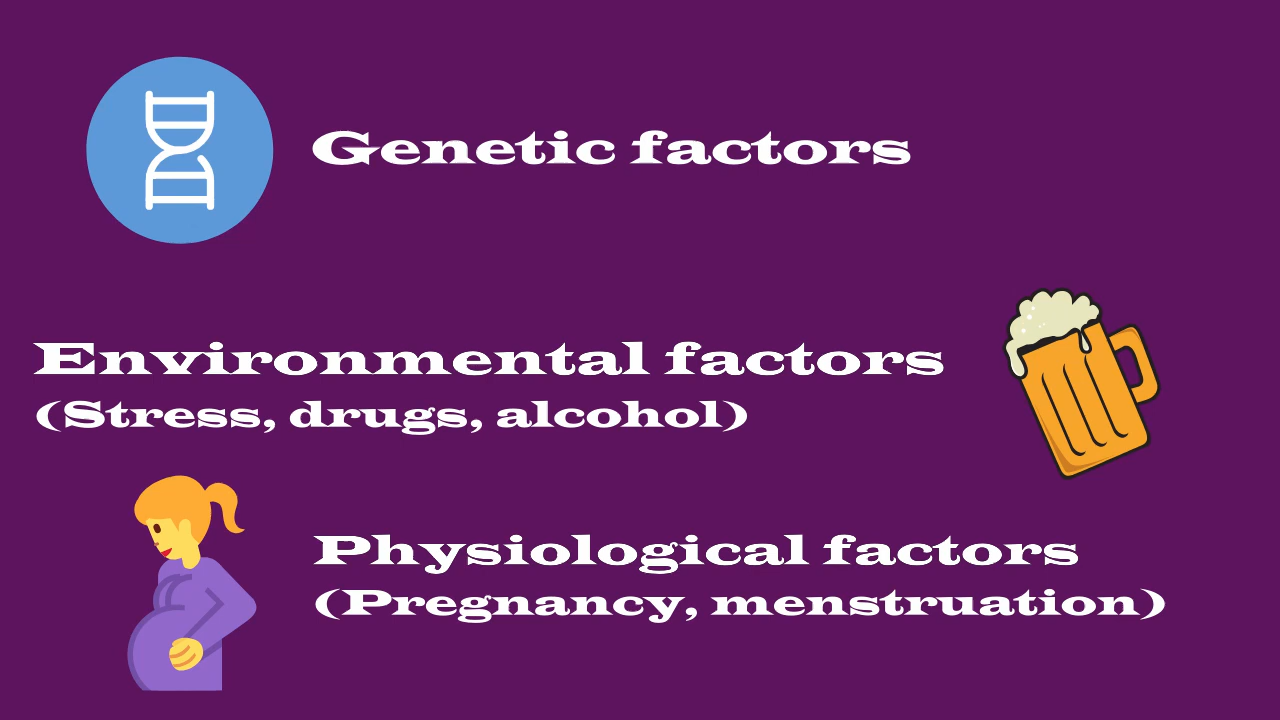 Genetic factors
Environmental factors
(Stress, drugs, alcohol)
Physiological factors
(Pregnancy, menstruation)